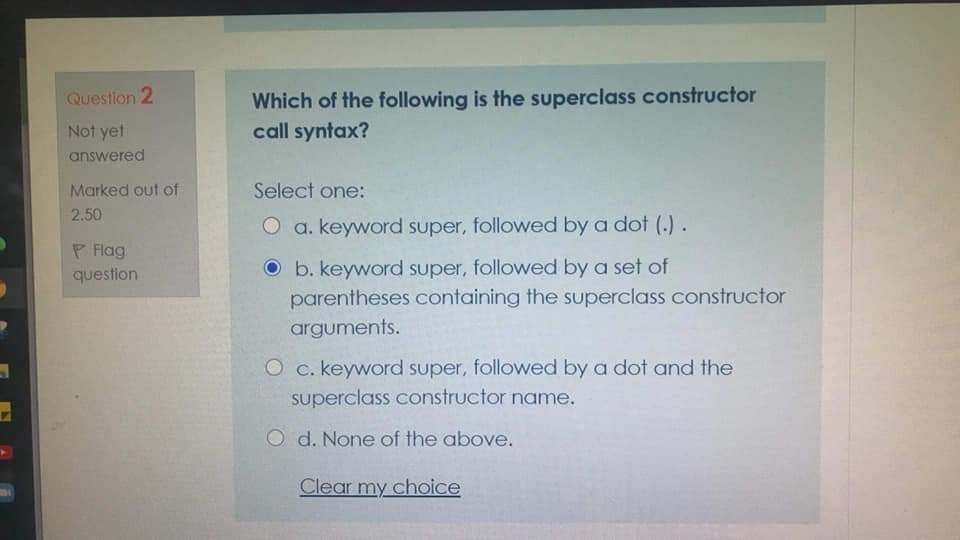 Question 2
Not yet
answered
Marked out of
2.50
Flag
question
Which of the following is the superclass constructor
call syntax?
Select one:
a. keyword super, followed by a dot (.) .
b. keyword super, followed by a set of
parentheses containing the superclass constructor
arguments.
c. keyword super, followed by a dot and the
superclass constructor name.
d. None of the above.
Clear my choice